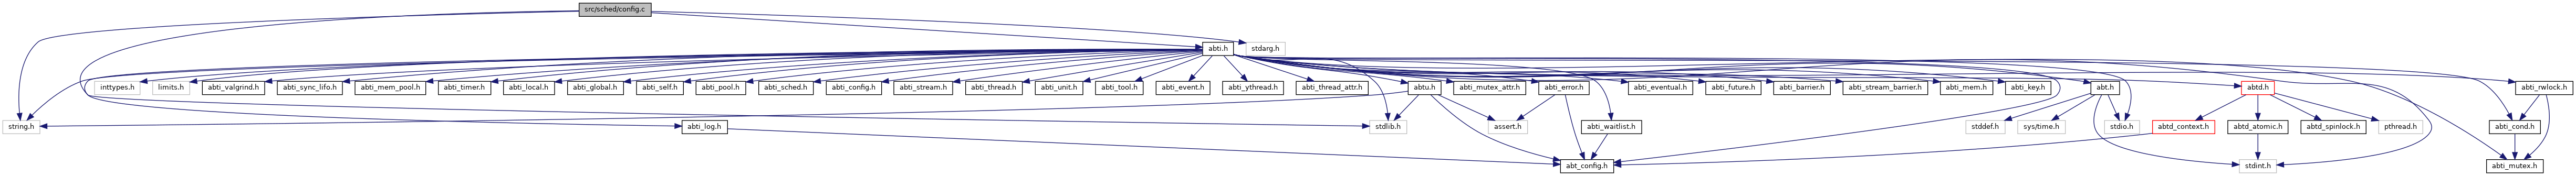 src/sched/config.c
abti.h
stdarg.h
inttypes.h
limits.h
abti_valgrind.h
abti_sync_lifo.h
abti_mem_pool.h
abti_timer.h
abti_local.h
abti_global.h
abti_self.h
abti_pool.h
abti_sched.h
abti_config.h
abti_stream.h
abti_thread.h
abti_unit.h
abti_tool.h
abti_event.h
abti_ythread.h
abti_thread_attr.h
abtu.h
abti_mutex_attr.h
abti_error.h
abti_eventual.h
abti_future.h
abti_barrier.h
abti_stream_barrier.h
abti_mem.h
abti_key.h
abt.h
abtd.h
abti_rwlock.h
string.h
abti_log.h
stdlib.h
assert.h
abti_waitlist.h
stddef.h
sys/time.h
stdio.h
abtd_context.h
abtd_atomic.h
abtd_spinlock.h
pthread.h
abti_cond.h
abt_config.h
stdint.h
abti_mutex.h